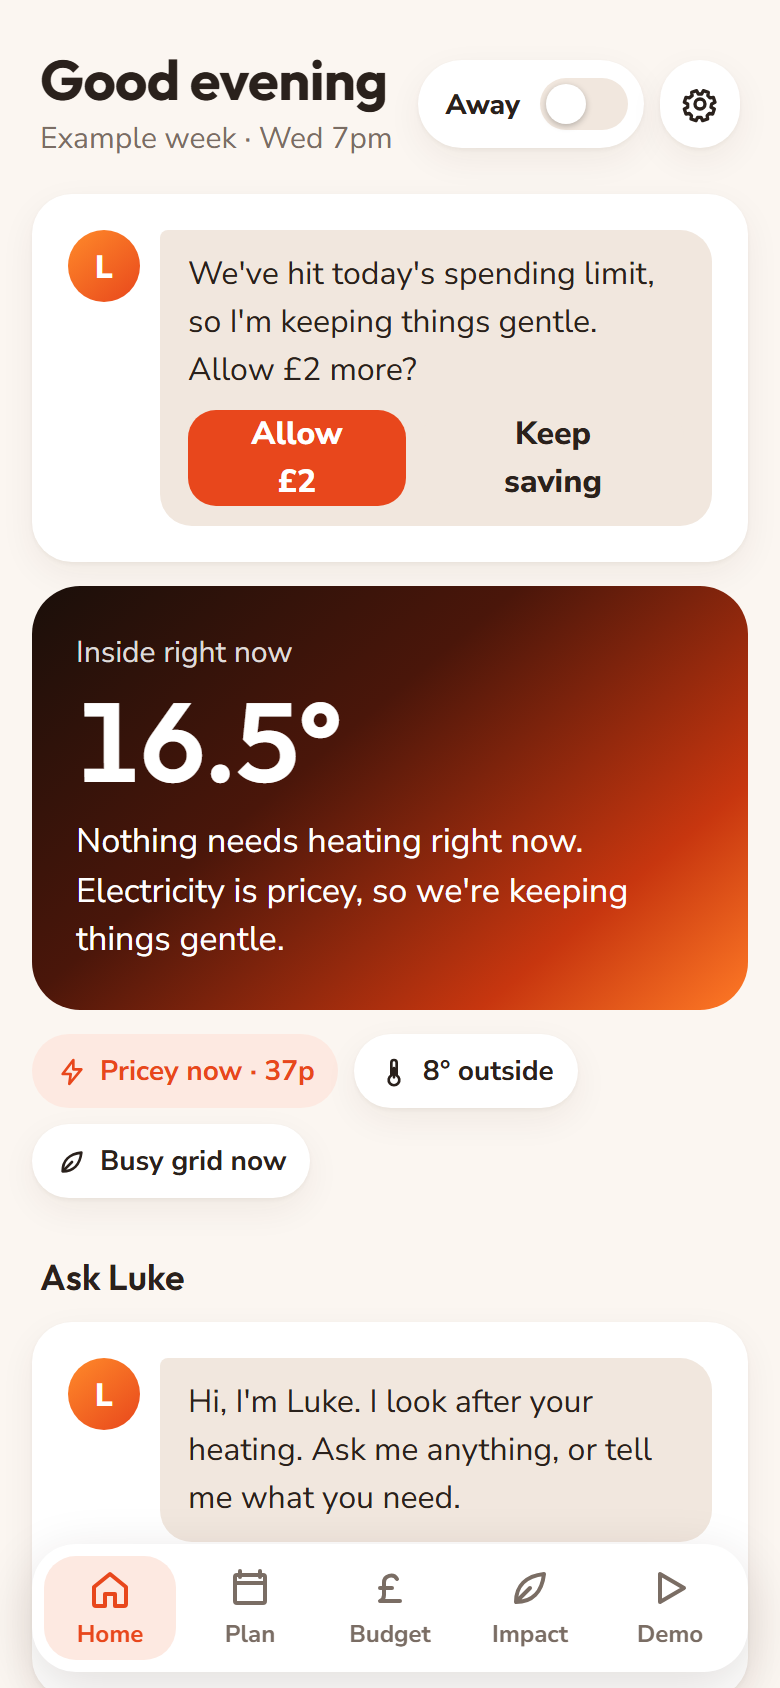 Good evening
Example week · Wed 7pm
Away
L
We've hit today's spending limit,
so I'm keeping things gentle.
Allow £2 more?
Allow
£2
Keep
saving
Inside right now
16.5°
Nothing needs heating right now.
Electricity is pricey, so we're keeping
things gentle.
Pricey now · 37p
8° outside
Busy grid now
Ask Luke
L
Hi, I'm Luke. I look after your
heating. Ask me anything, or tell
me what you need.
Home
Plan
Budget
Impact
Demo